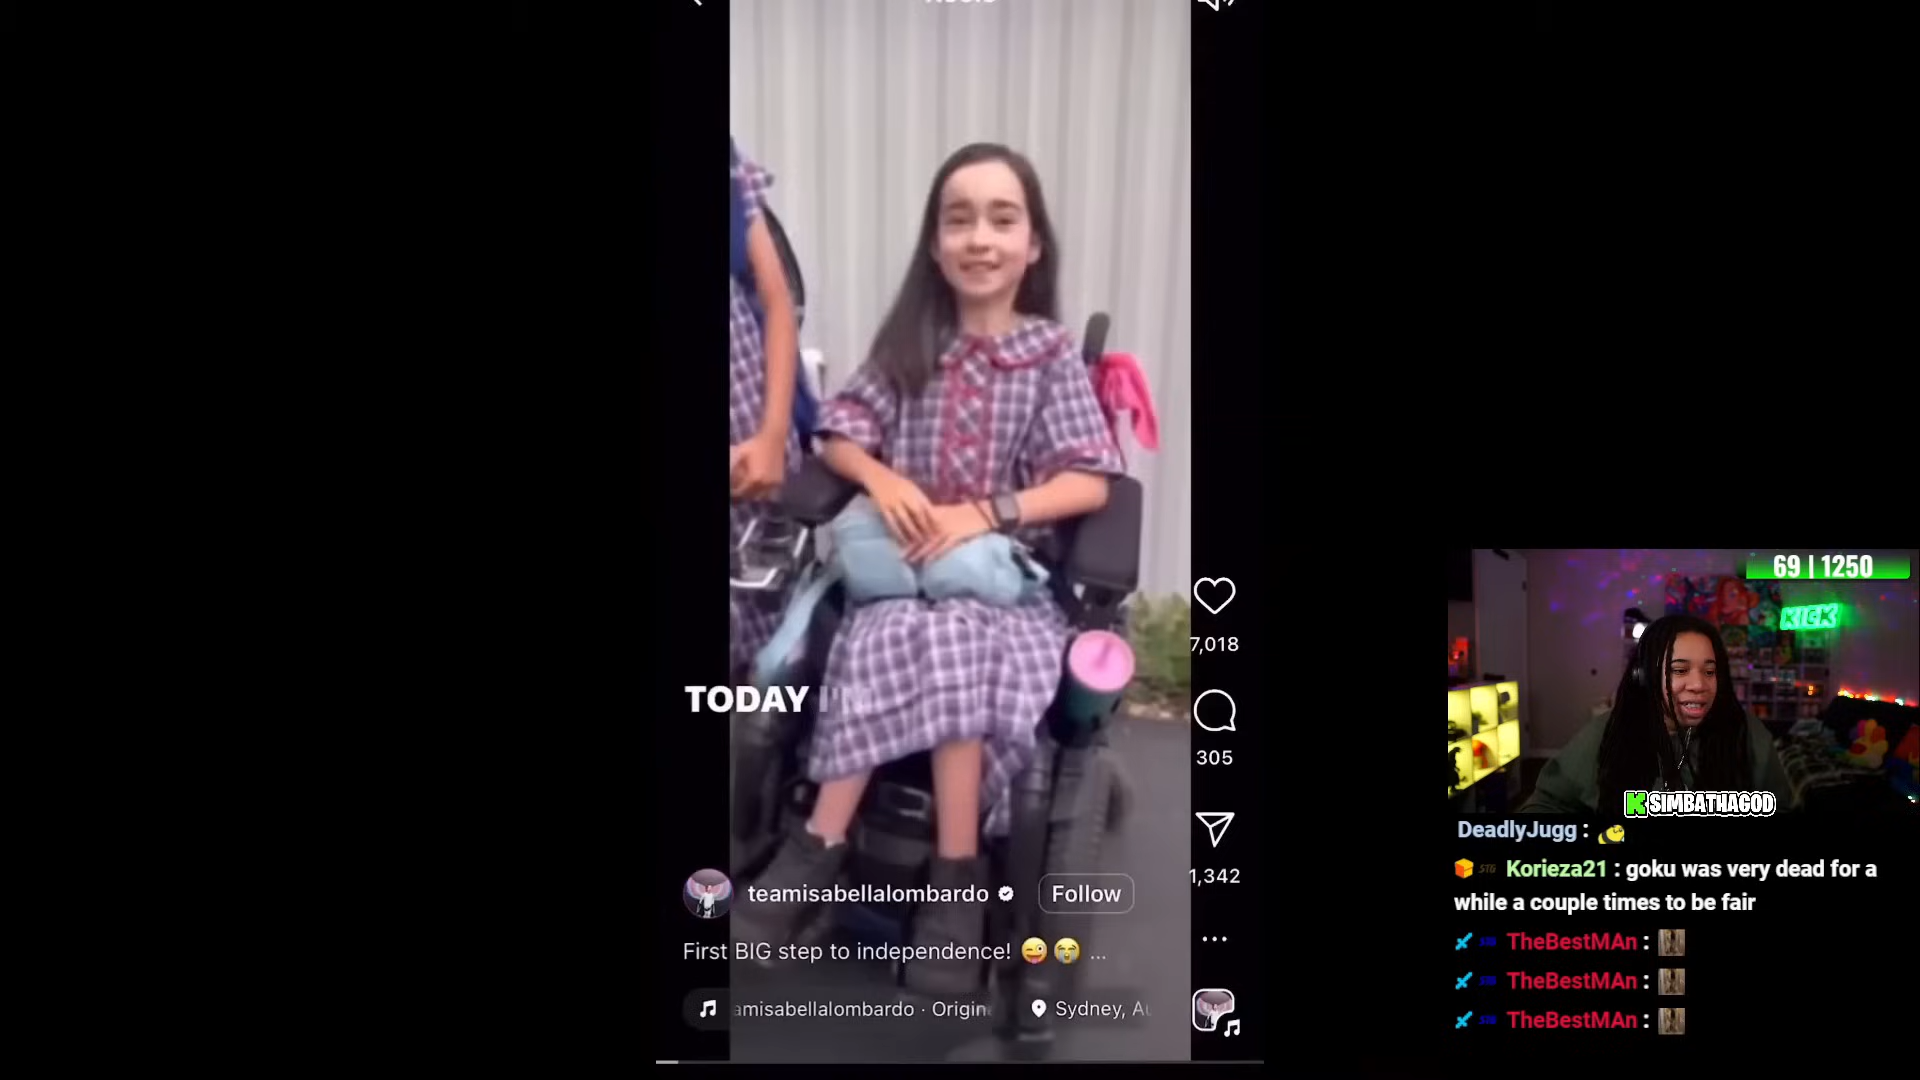 TODAY I'M
7,018
305
1,342
teamisabellalombardo
Follow
First BIG step to independence! 😜 😭 ...
amisabellalombardo · Origin
Sydney, Au
69 | 1250
KICK
K SIMBATHAGOD
DeadlyJugg :
Korieza21 : goku was very dead for a
while a couple times to be fair
TheBestMAn :
TheBestMAn :
TheBestMAn :